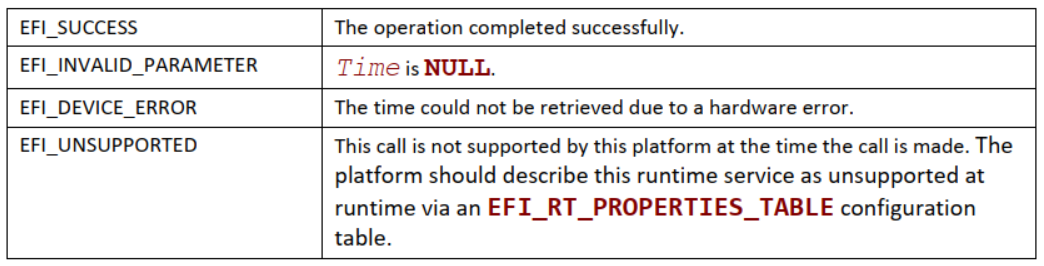 EFI_SUCCESS The operation completed successfully.
EFI_INVALID_PARAMETER Time is NULL.
EFI_DEVICE_ERROR The time could not be retrieved due to a hardware error.
EFI_UNSUPPORTED This call is not supported by this platform at the time the call is made. The
platform should describe this runtime service as unsupported at
runtime via an EFI_RT_PROPERTIES_TABLE configuration
table.